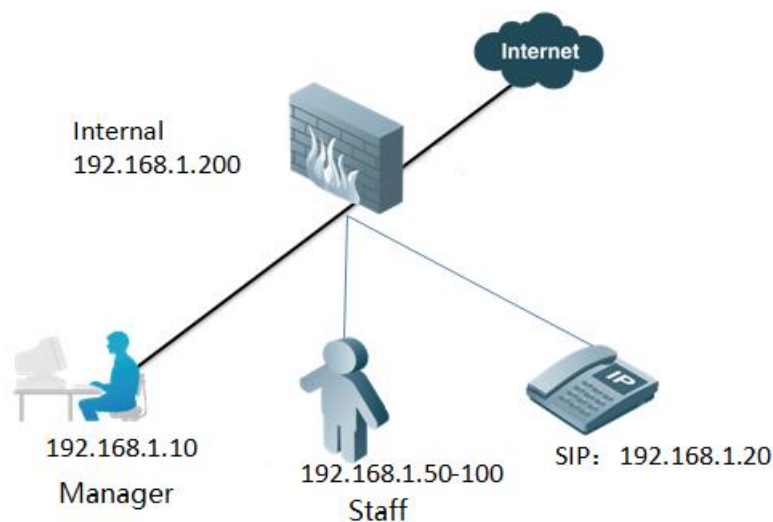 Internet
Internal
192.168.1.200
IP
192.168.1.10
Manager
192.168.1.50-100
Staff
SIP：192.168.1.20